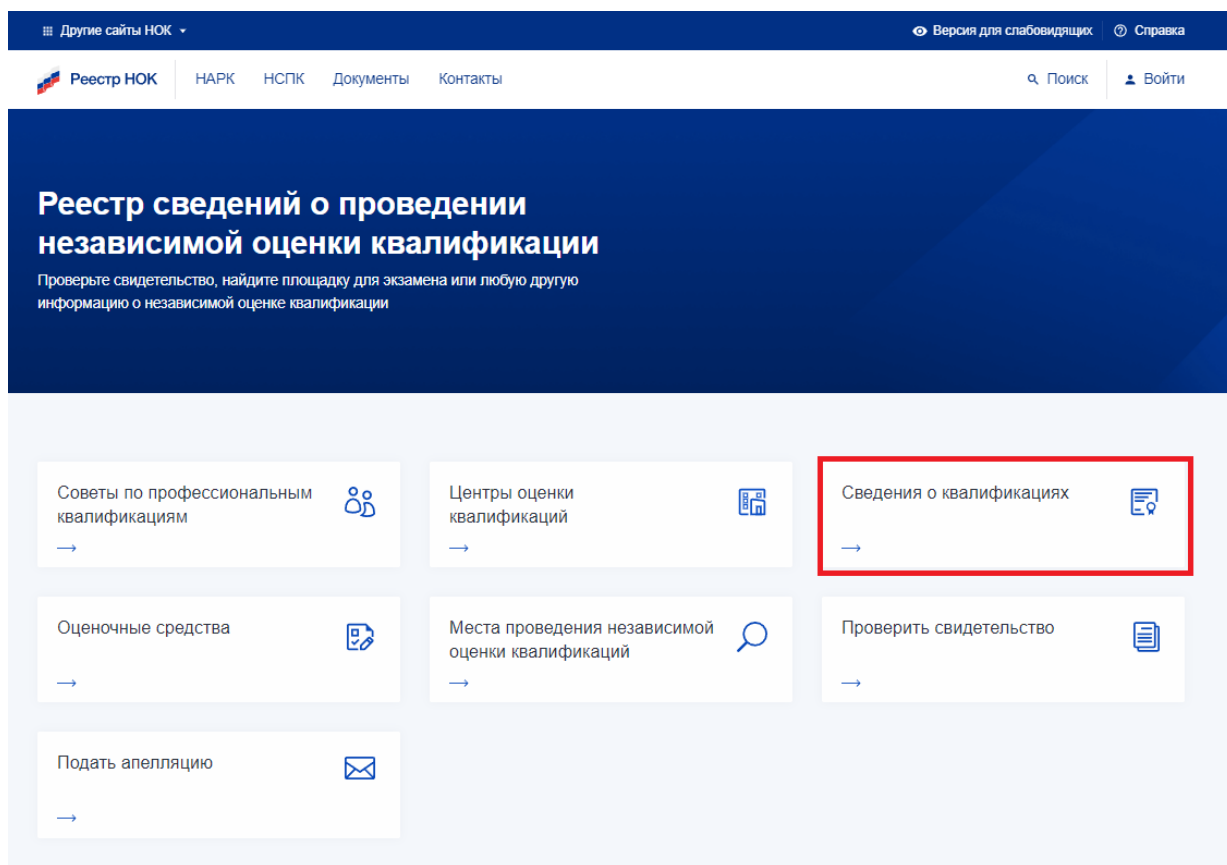 Другие сайты НОК
Версия для слабовидящих
Справка
Реестр НОК
НАРК
НСПК
Документы
Контакты
Поиск
Войти
Реестр сведений о проведении
независимой оценки квалификации
Проверьте свидетельство, найдите площадку для экзамена или любую другую
информацию о независимой оценке квалификации
Советы по профессиональным
квалификациям
Центры оценки
квалификаций
Сведения о квалификациях
Оценочные средства
Места проведения независимой
оценки квалификаций
Проверить свидетельство
Подать апелляцию